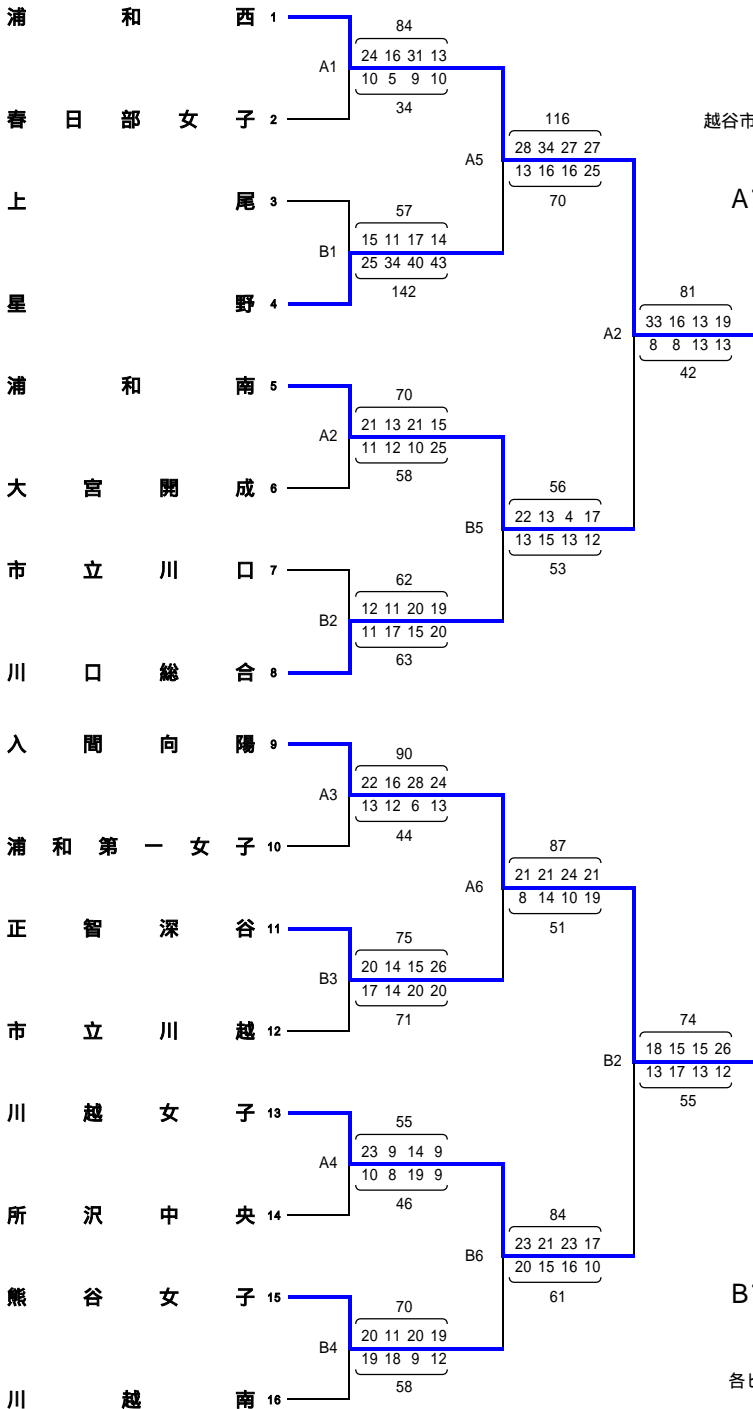 浦和西 1
84
24 16 31 13
A1
10 5 9 10
34
春日部女子 2
116
越谷市
28 34 27 27
A5
13 16 16 25
70
上尾 3
57
15 11 17 14
B1
25 34 40 43
142
星野 4
81
33 16 13 19
A2
8 8 13 13
42
浦和南 5
70
21 13 21 15
A2
11 12 10 25
58
大宮開成 6
56
22 13 4 17
B5
13 15 13 12
53
市立川口 7
62
12 11 20 19
B2
11 17 15 20
63
川口総合 8
入間向陽 9
90
22 16 28 24
A3
13 12 6 13
44
浦和第一女子 10
87
21 21 24 21
A6
8 14 10 19
51
正智深谷 11
75
20 14 15 26
B3
17 14 20 20
71
市立川越 12
74
18 15 15 26
B2
13 17 13 12
55
川越女子 13
55
23 9 14 9
A4
10 8 19 9
46
所沢中央 14
84
23 21 23 17
B6
20 15 16 10
61
熊谷女子 15
70
20 11 20 19
B4
19 18 9 12
58
川越南 16
A
B
各